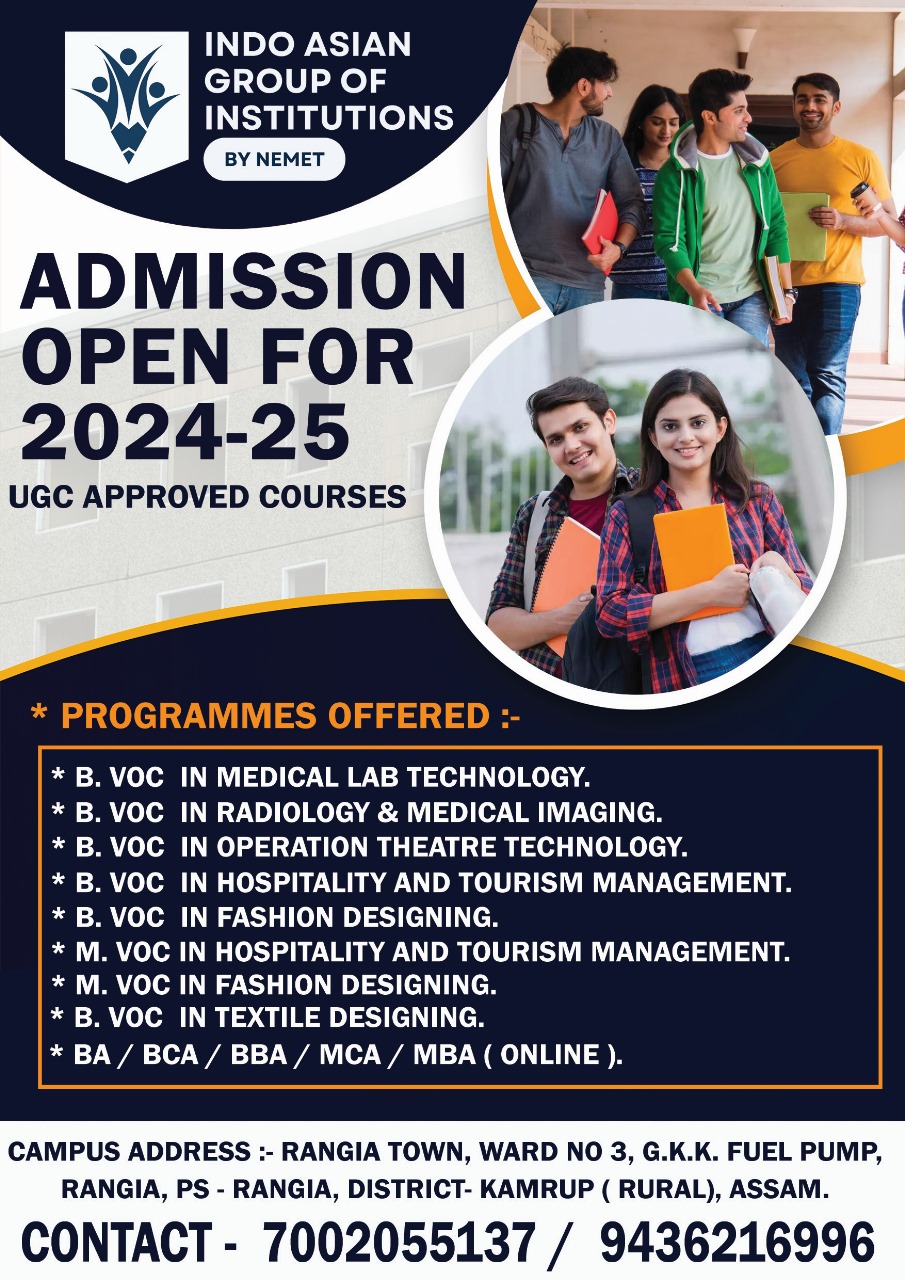 INDO ASIAN
GROUP OF
INSTITUTIONS
BY NEMET
ADMISSION
OPEN FOR
2024-25
UGC APPROVED COURSES
* PROGRAMMES OFFERED :-
* B. VOC IN MEDICAL LAB TECHNOLOGY.
* B. VOC IN RADIOLOGY & MEDICAL IMAGING.
* B. VOC IN OPERATION THEATRE TECHNOLOGY.
* B. VOC IN HOSPITALITY AND TOURISM MANAGEMENT.
* B. VOC IN FASHION DESIGNING.
* M. VOC IN HOSPITALITY AND TOURISM MANAGEMENT.
* M. VOC IN FASHION DESIGNING.
* B. VOC IN TEXTILE DESIGNING.
* BA / BCA / BBA / MCA / MBA ( ONLINE ).
CAMPUS ADDRESS :- RANGIA TOWN, WARD NO 3, G.K.K. FUEL PUMP,
RANGIA, PS - RANGIA, DISTRICT- KAMRUP ( RURAL), ASSAM.
CONTACT - 7002055137 / 9436216996